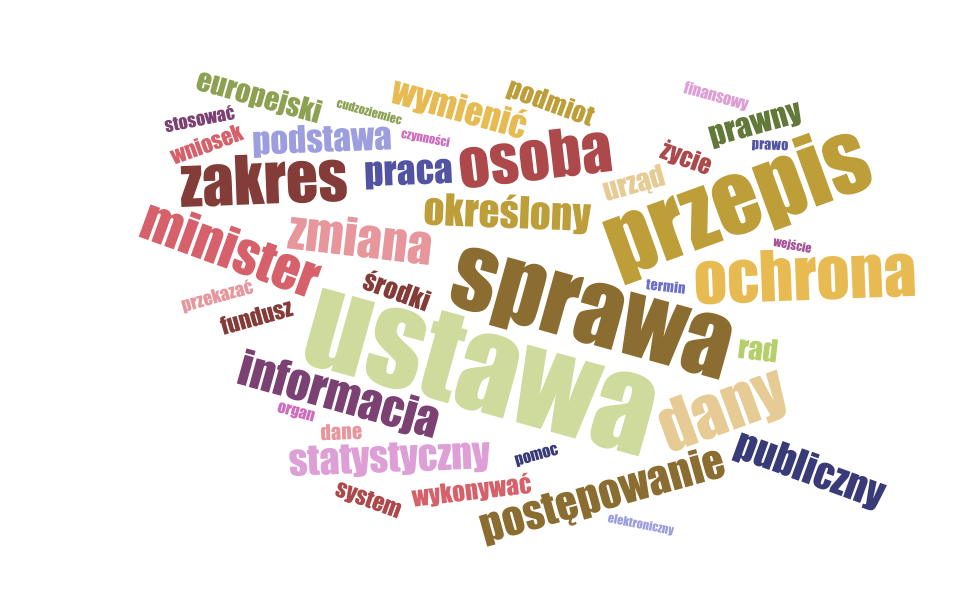 europejski
cudzoziemiec
wymienić
podmiot
finansowy
stosować
wniosek
podstawa
czynności
prawny
prawo
zakres
praca
osoba
życie
urząd
przepis
minister
zmiana
określony
wejście
ochrona
przekazać
fundusz
środki
sprawa
termin
ustawa
rad
informacja
organ
dany
dane
statystyczny
pomoc
publiczny
system
wykonywać
postępowanie
elektroniczny